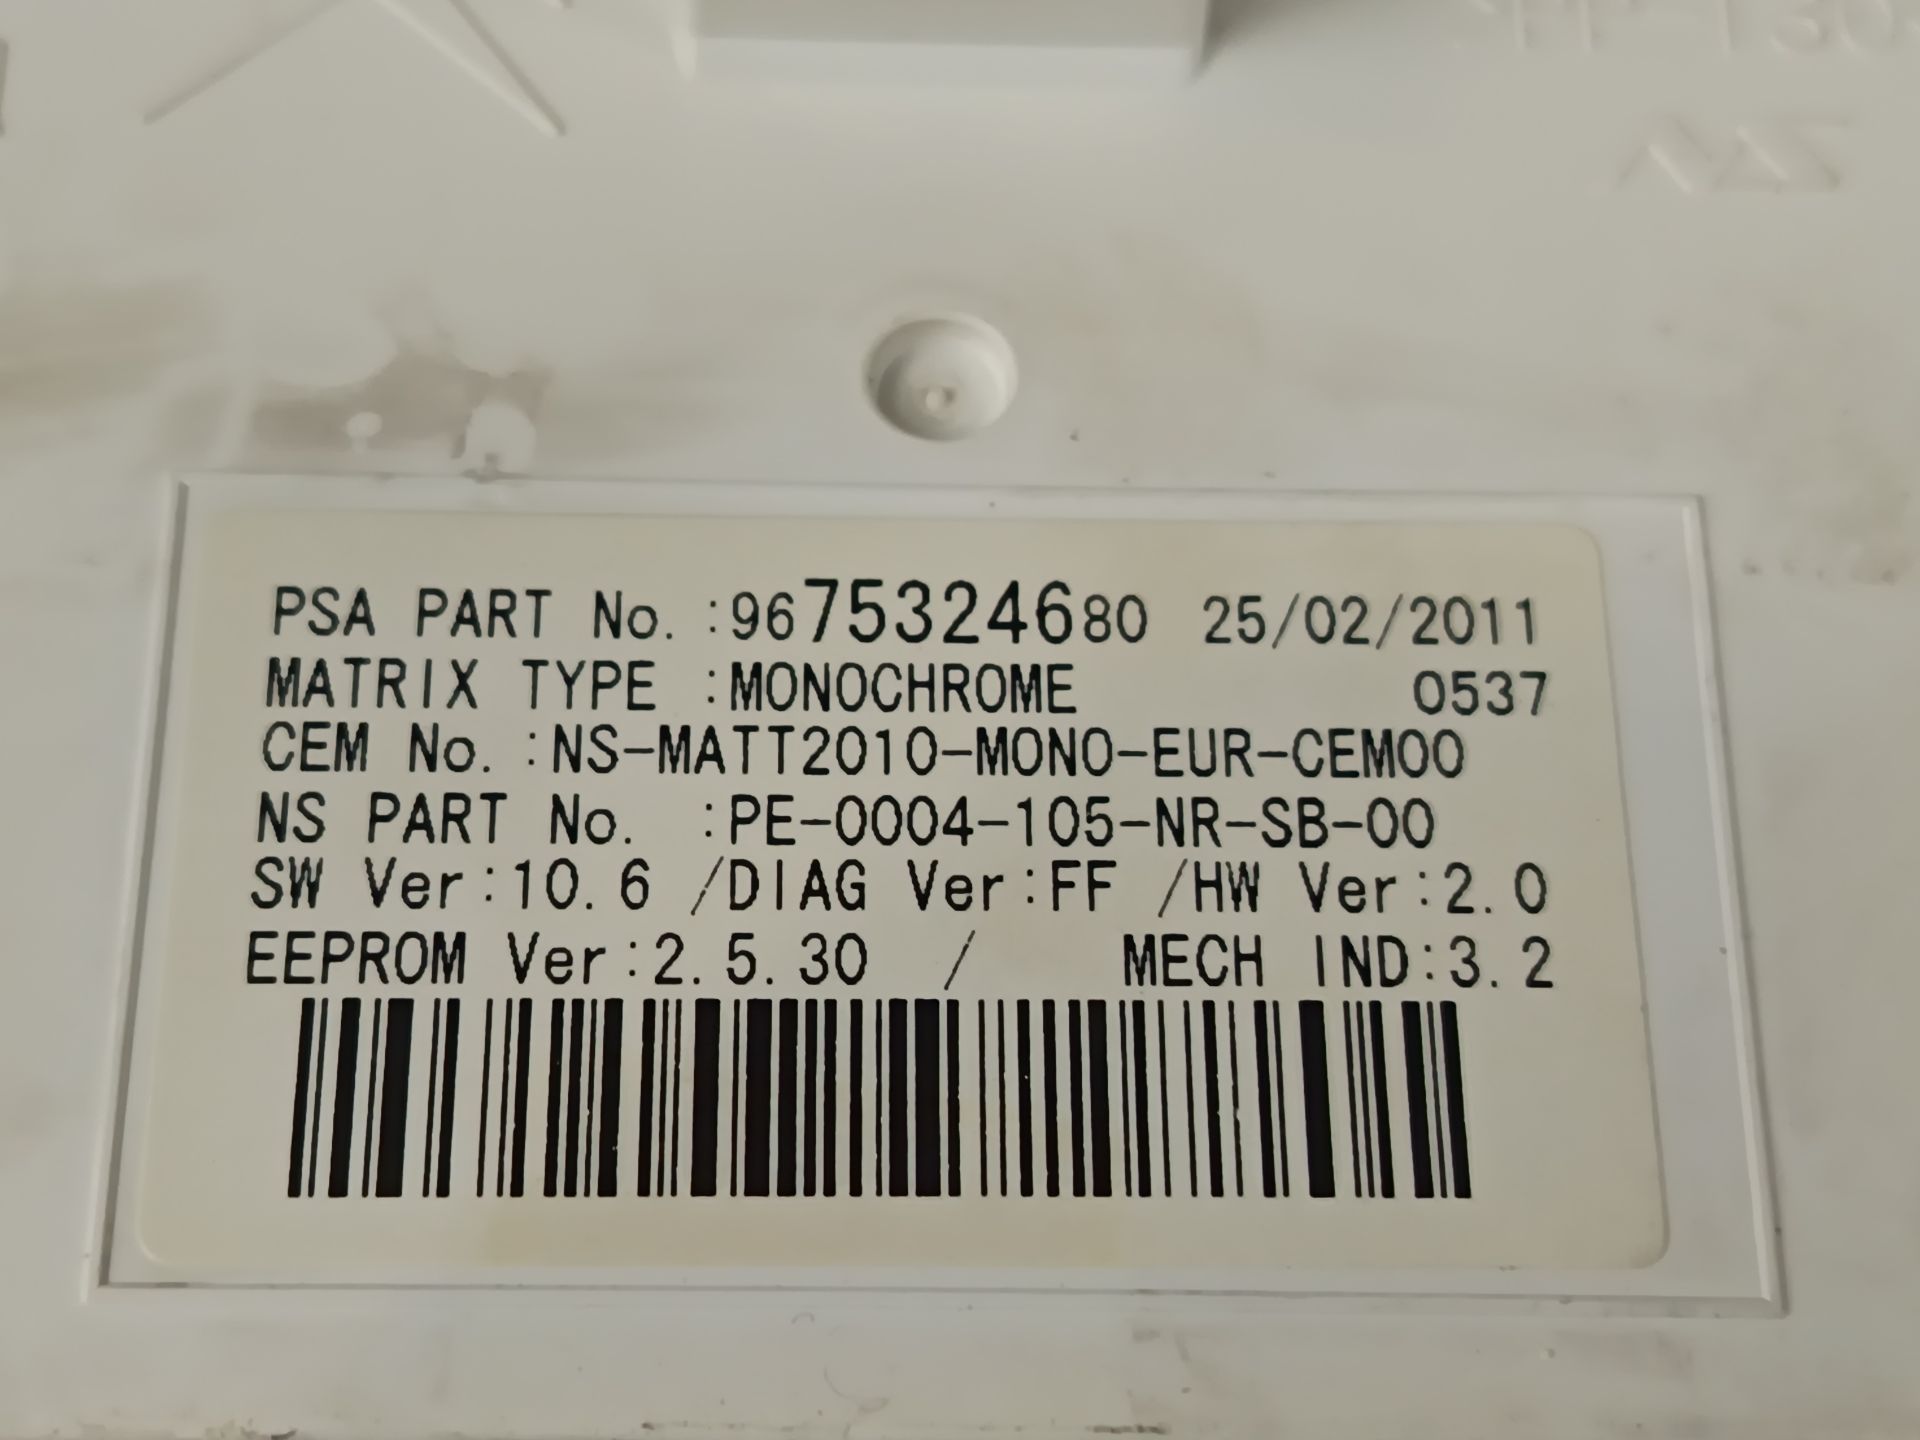 PSA PART No. :9675324680 25/02/2011
MATRIX TYPE :MONOCHROME 0537
CEM No. :NS-MATT2010-MONO-EUR-CEM00
NS PART No. :PE-0004-105-NR-SB-00
SW Ver:10.6 /DIAG Ver:FF /HW Ver:2.0
EEPROM Ver:2.5.30 / MECH IND:3.2